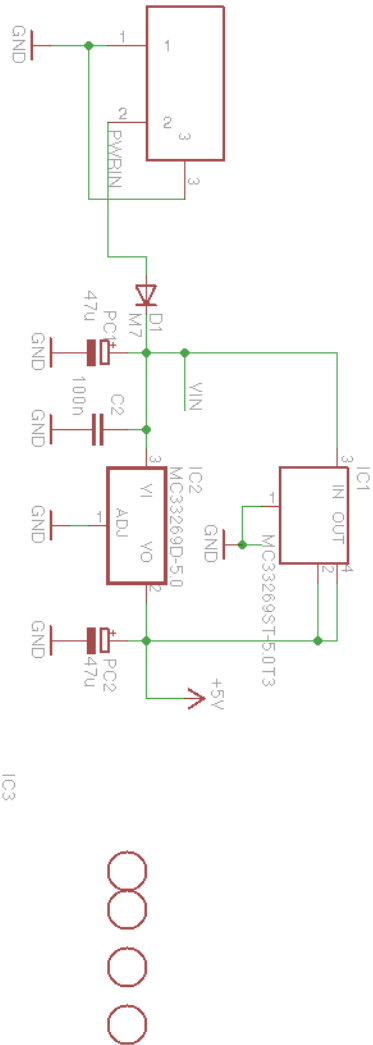 1
1
GND
2
2
3
3
PWRIN
D1
M7
VIN
PC1
47u
GND
C2
100n
GND
IC1
3
IN OUT
4
2
1
GND
MC33269ST-5.0T3
IC2
MC33269D-5.0
3
VI
VO
2
ADJ
1
GND
PC2
47u
GND
+5V
IC3